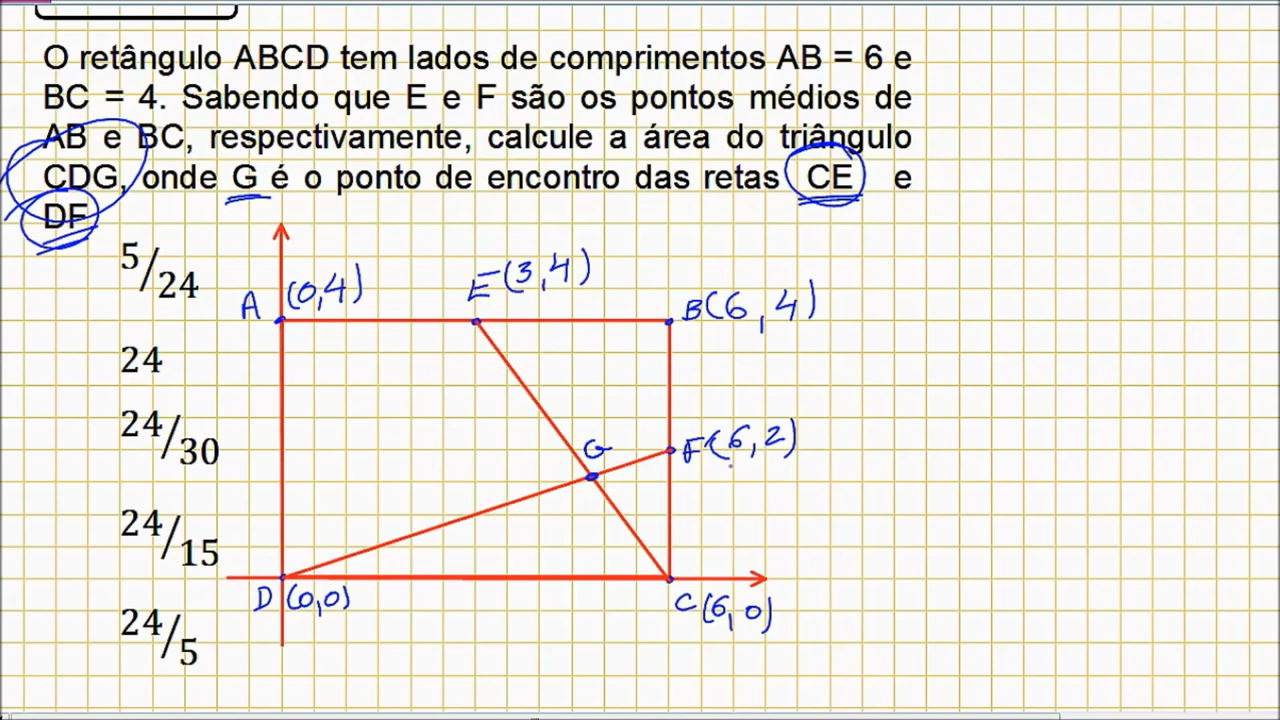 O retângulo ABCD tem lados de comprimentos AB = 6 e
BC = 4. Sabendo que E e F são os pontos médios de
AB e BC, respectivamente, calcule a área do triângulo
CDG, onde G é o ponto de encontro das retas CE e
DF
5/24
A (0,4)
E (3,4)
B (6,4)
24
24/30
G
F (6,2)
24/15
D (0,0)
C (6,0)
24/5